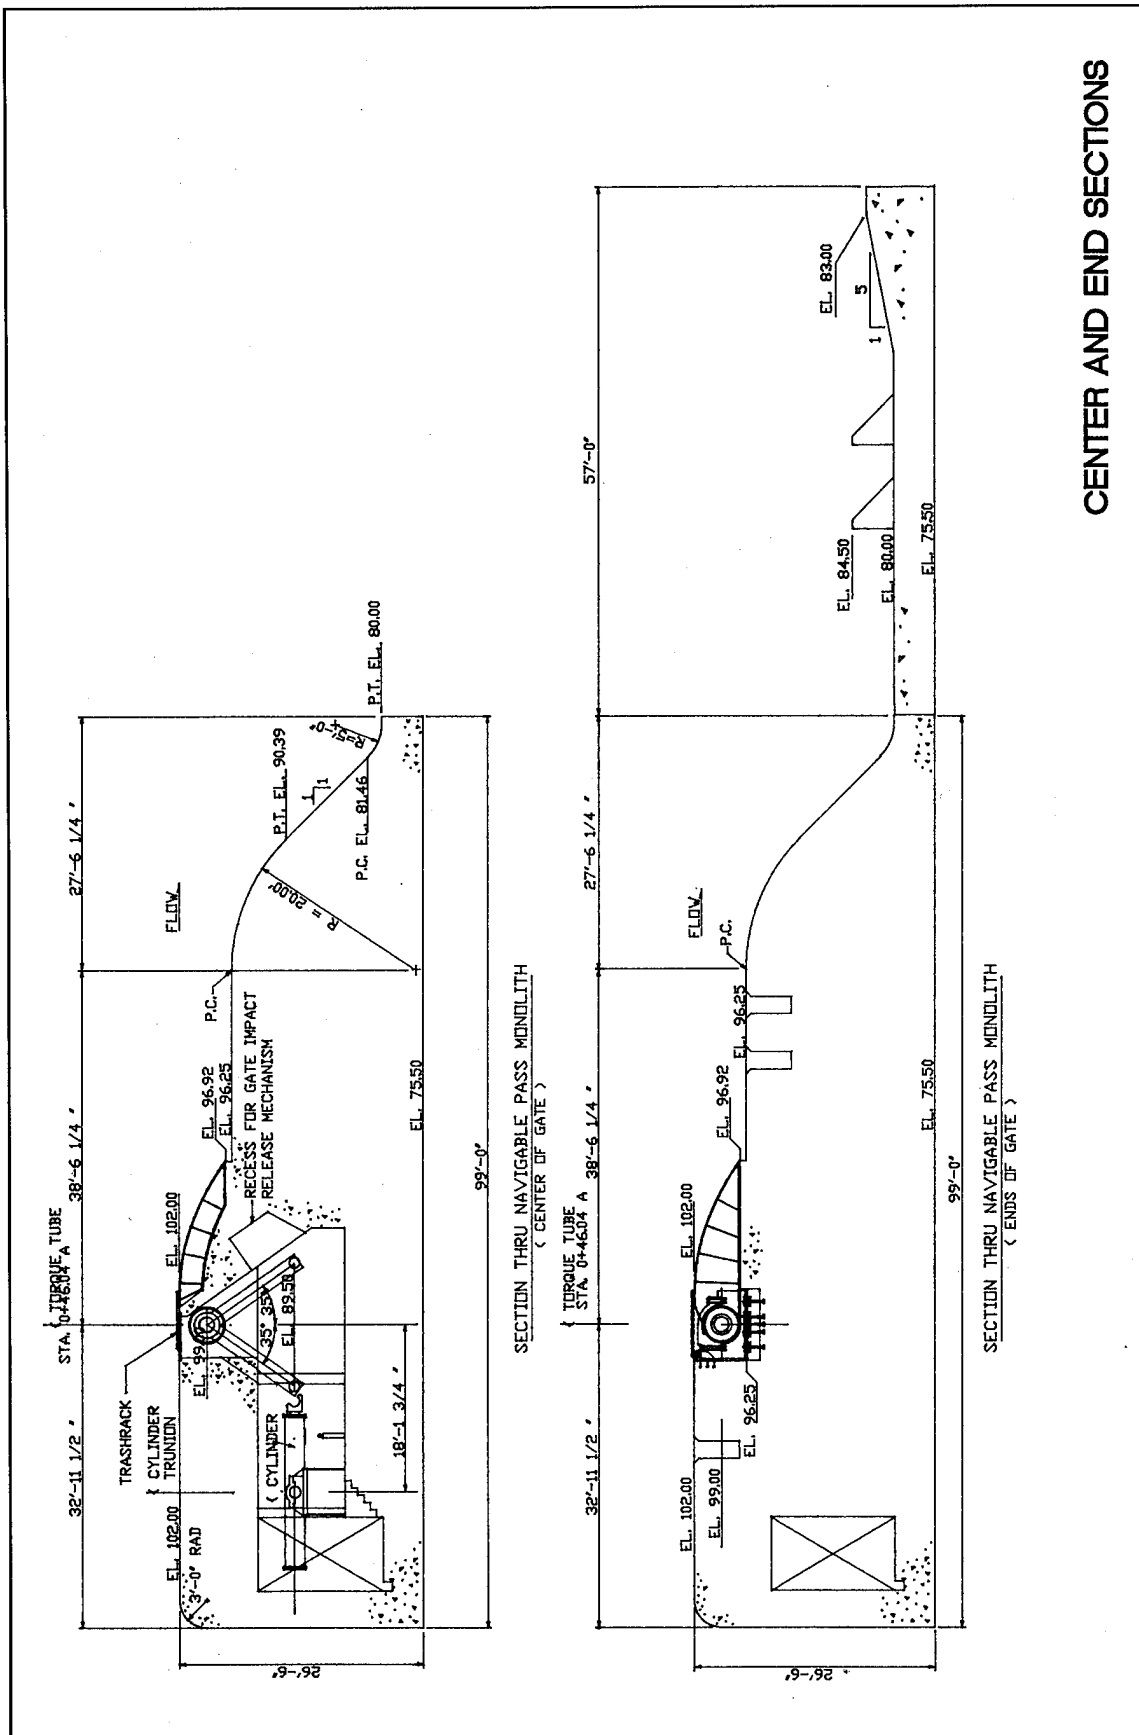 ℄ TORQUE TUBE
STA. 0+46.04 A
32'-11 1/2 "
38'-6 1/4 "
27'-6 1/4 "
TRASHRACK
℄ CYLINDER
TRUNION
EL. 102.00
EL. 102.00
FLOW
3'-0" RAD
EL. 96.92
EL. 96.25
P.C.
RECESS FOR GATE IMPACT
RELEASE MECHANISM
℄ CYLINDER
35° 35°
EL. 89.50
R = 20.00'
P.T. EL. 90.39
1
1
P.C. EL. 81.46
R=5'-0"
P.T. EL. 80.00
18'-1 3/4 "
EL. 75.50
26'-6"
99'-0"
SECTION THRU NAVIGABLE PASS MONOLITH
( CENTER OF GATE )
℄ TORQUE TUBE
STA. 0+46.04 A
32'-11 1/2 "
38'-6 1/4 "
27'-6 1/4 "
57'-0"
EL. 102.00
EL. 99.00
EL. 102.00
EL. 96.25
EL. 96.92
EL. 96.25
P.C.
FLOW
EL. 84.50
EL. 80.00
EL. 75.50
1
5
EL. 83.00
EL. 75.50
26'-6"
99'-0"
SECTION THRU NAVIGABLE PASS MONOLITH
( ENDS OF GATE )
CENTER AND END SECTIONS